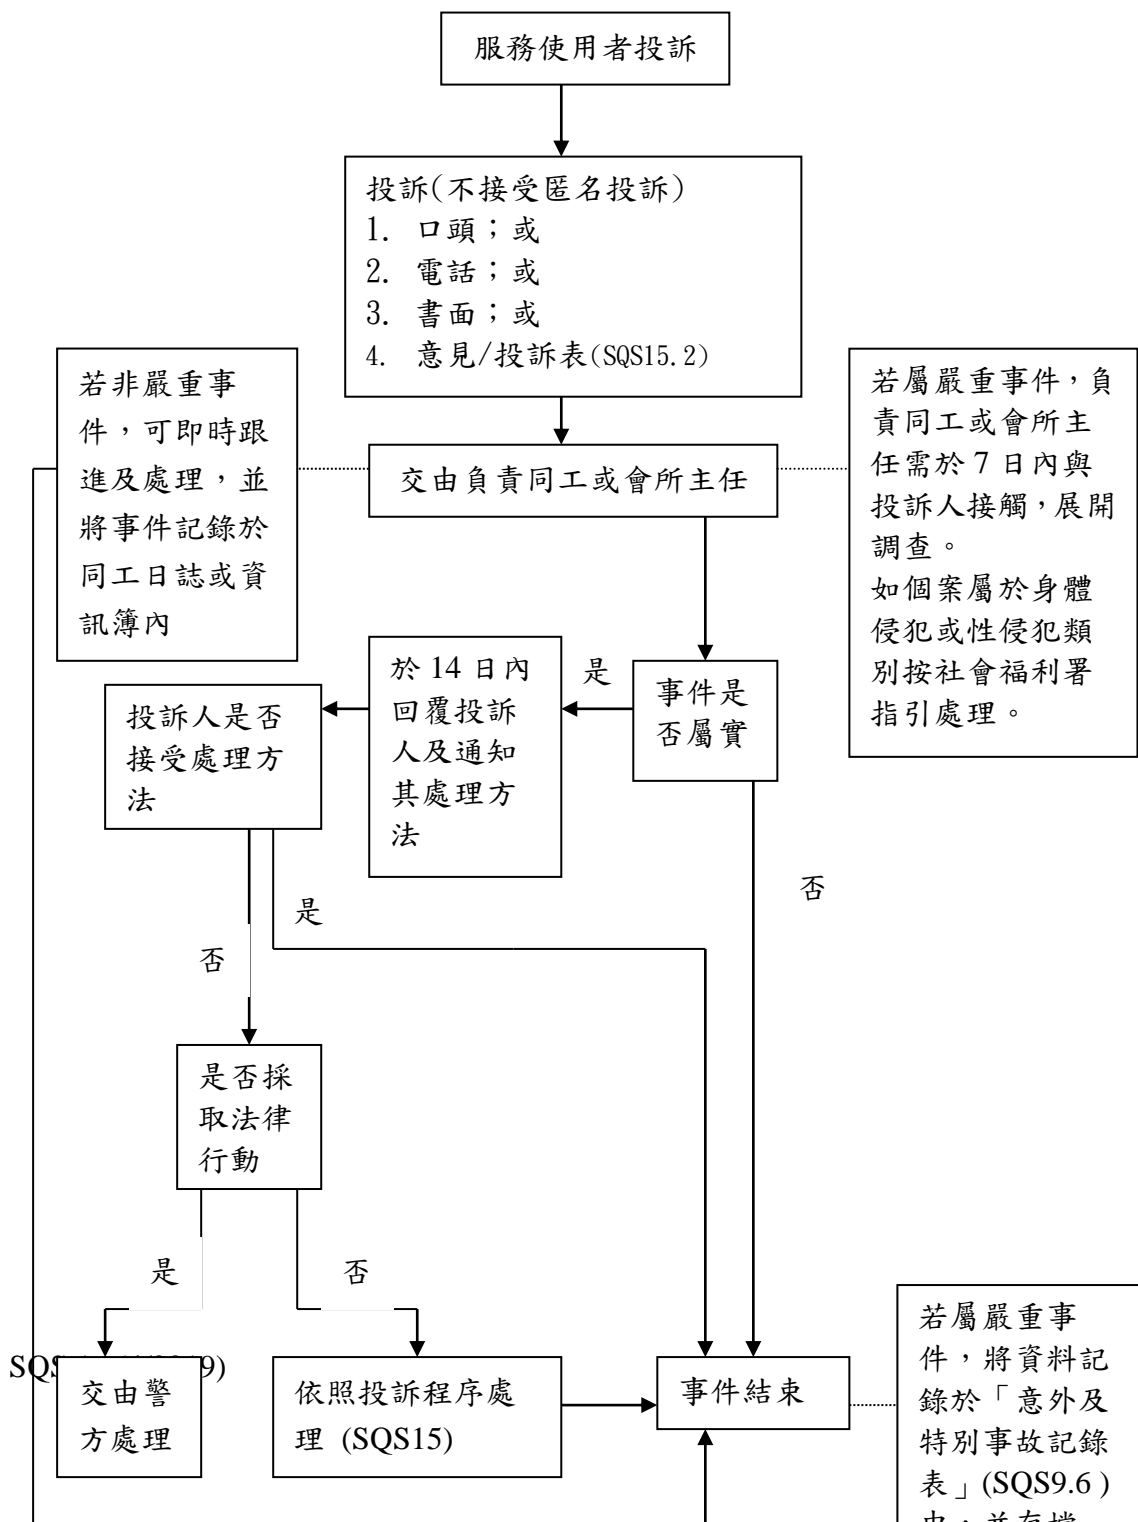 服務使用者投訴
投訴(不接受匿名投訴)
1. 口頭；或
2. 電話；或
3. 書面；或
4. 意見/投訴表(SQS15.2)
若非嚴重事
件，可即時跟
進及處理，並
將事件記錄於
同工日誌或資
訊簿內
交由負責同工或會所主任
若屬嚴重事件，負
責同工或會所主
任需於 7 日內與
投訴人接觸，展開
調查。
如個案屬於身體
侵犯或性侵犯類
別按社會福利署
指引處理。
事件是
否屬實
是
於 14 日內
回覆投訴
人及通知
其處理方
法
投訴人是否
接受處理方
法
否
是
否
是否採
取法律
行動
是
否
SQS
9)
交由警
方處理
依照投訴程序處
理 (SQS15)
事件結束
若屬嚴重事
件，將資料記
錄於「意外及
特別事故記錄
表」(SQS9.6 )
中，並存檔